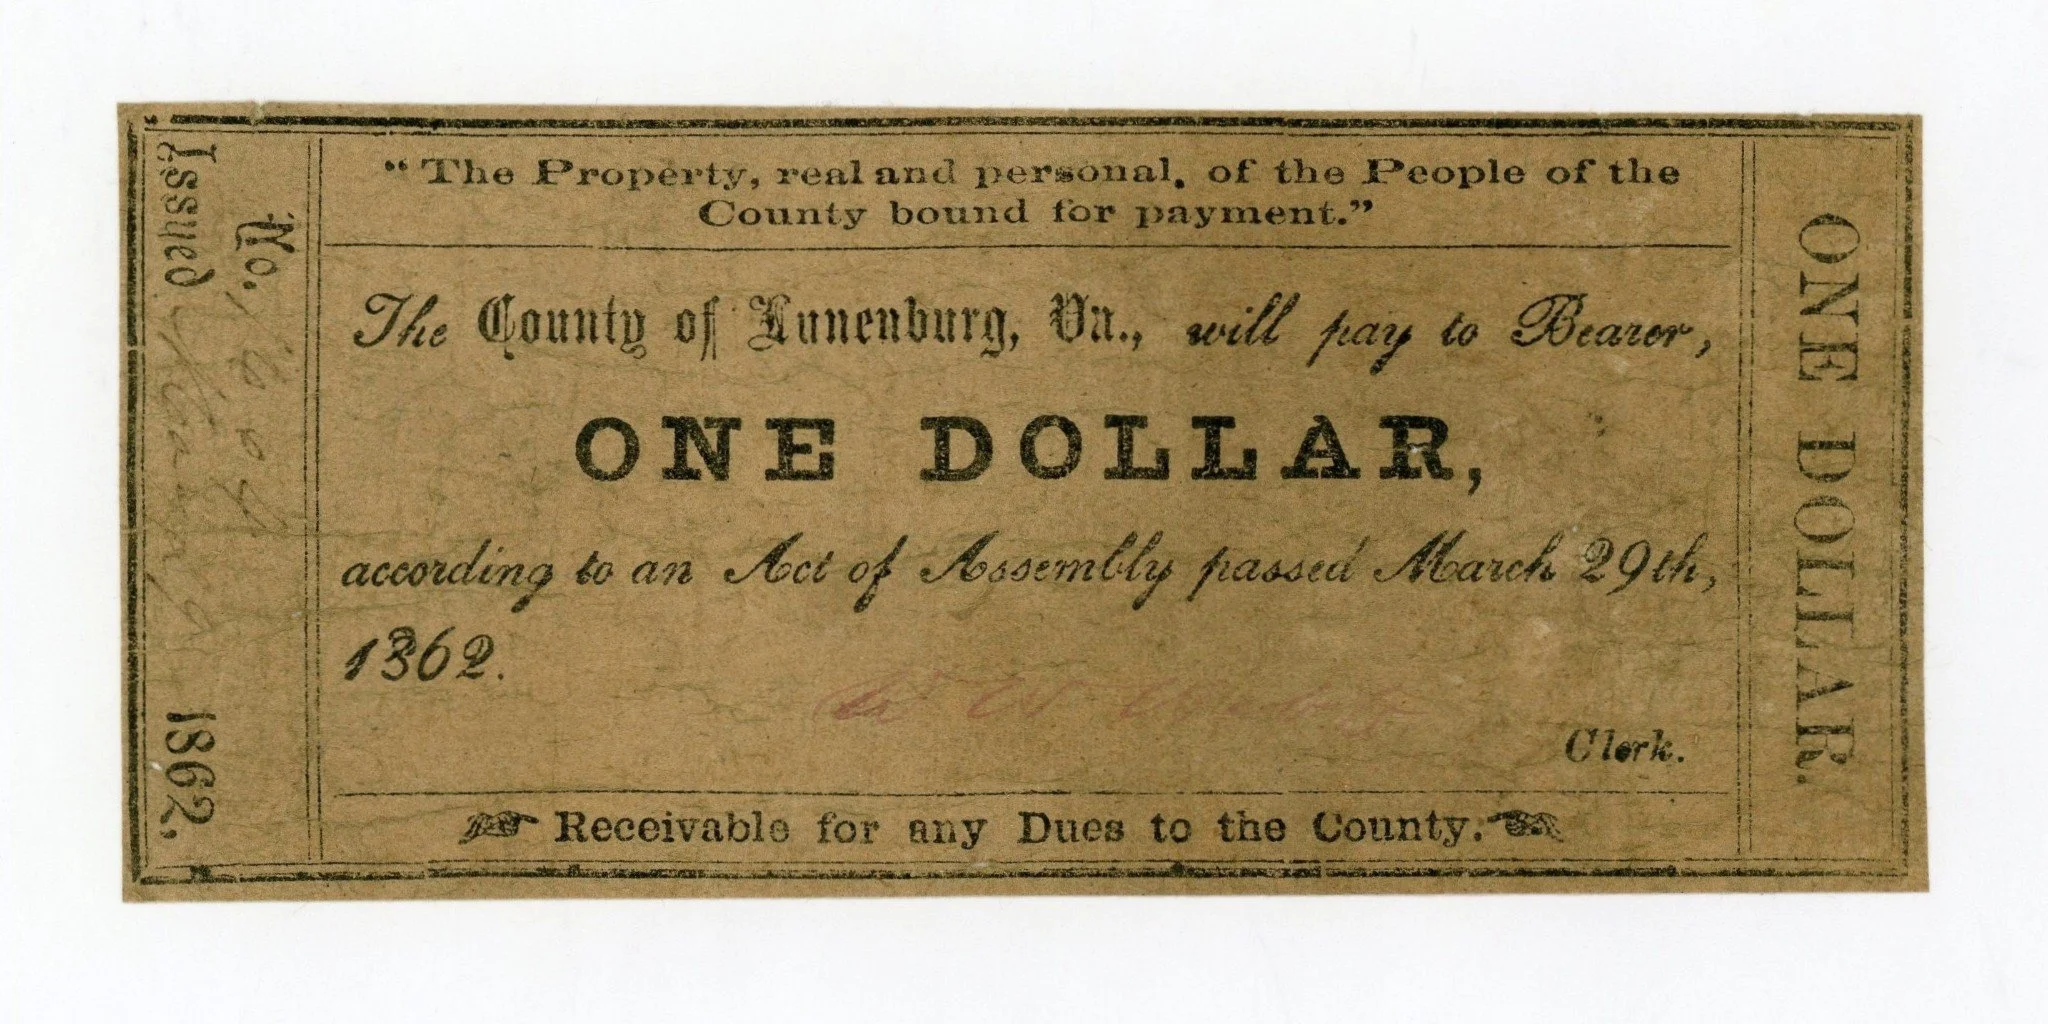 Issued
1862.
No.
"The Property, real and personal, of the People of the
County bound for payment."
The County of Lunenburg, Va., will pay to Bearer,
ONE DOLLAR,
according to an Act of Assembly passed March 29th,
1862.
Clerk.
☞ Receivable for any Dues to the County. ☜
ONE DOLLAR.